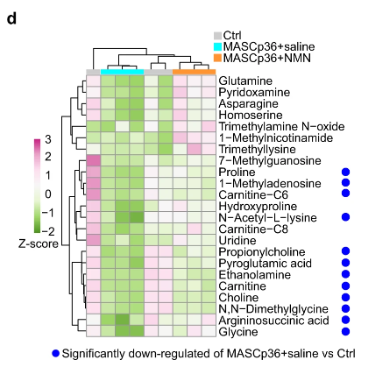 d
Ctrl
MASCp36+saline
MASCp36+NMN
Glutamine
Pyridoxamine
Asparagine
Homoserine
Trimethylamine N-oxide
1-Methylnicotinamide
Trimethyllysine
7-Methylguanosine
Proline
1-Methyladenosine
Carnitine-C6
Hydroxyproline
N-Acetyl-L-lysine
Carnitine-C8
Uridine
Propionylcholine
Pyroglutamic acid
Ethanolamine
Carnitine
Choline
N,N-Dimethylglycine
Argininosuccinic acid
Glycine
3
2
1
0
−1
−2
Z-score
Significantly down-regulated of MASCp36+saline vs Ctrl